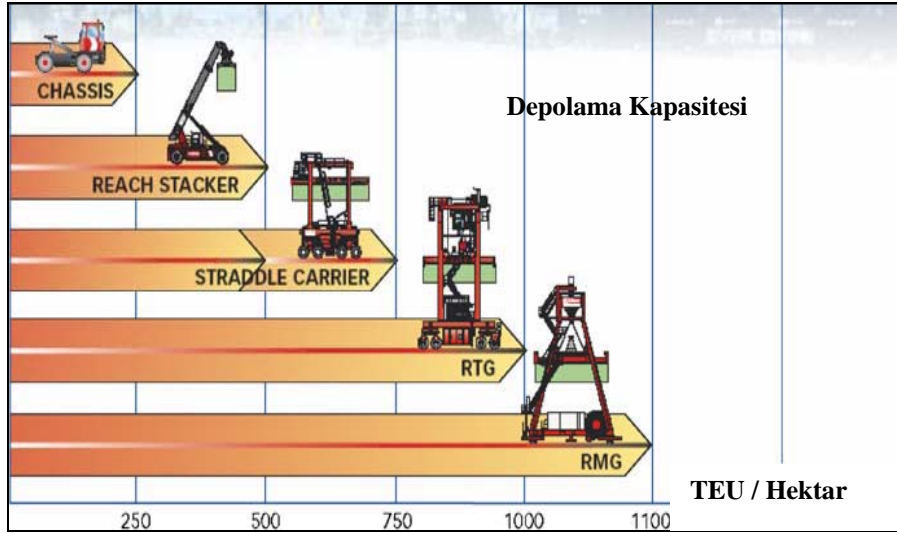 CHASSIS
Depolama Kapasitesi
REACH STACKER
STRADDLE CARRIER
RTG
RMG
TEU / Hektar
250 500 750 1000 1100